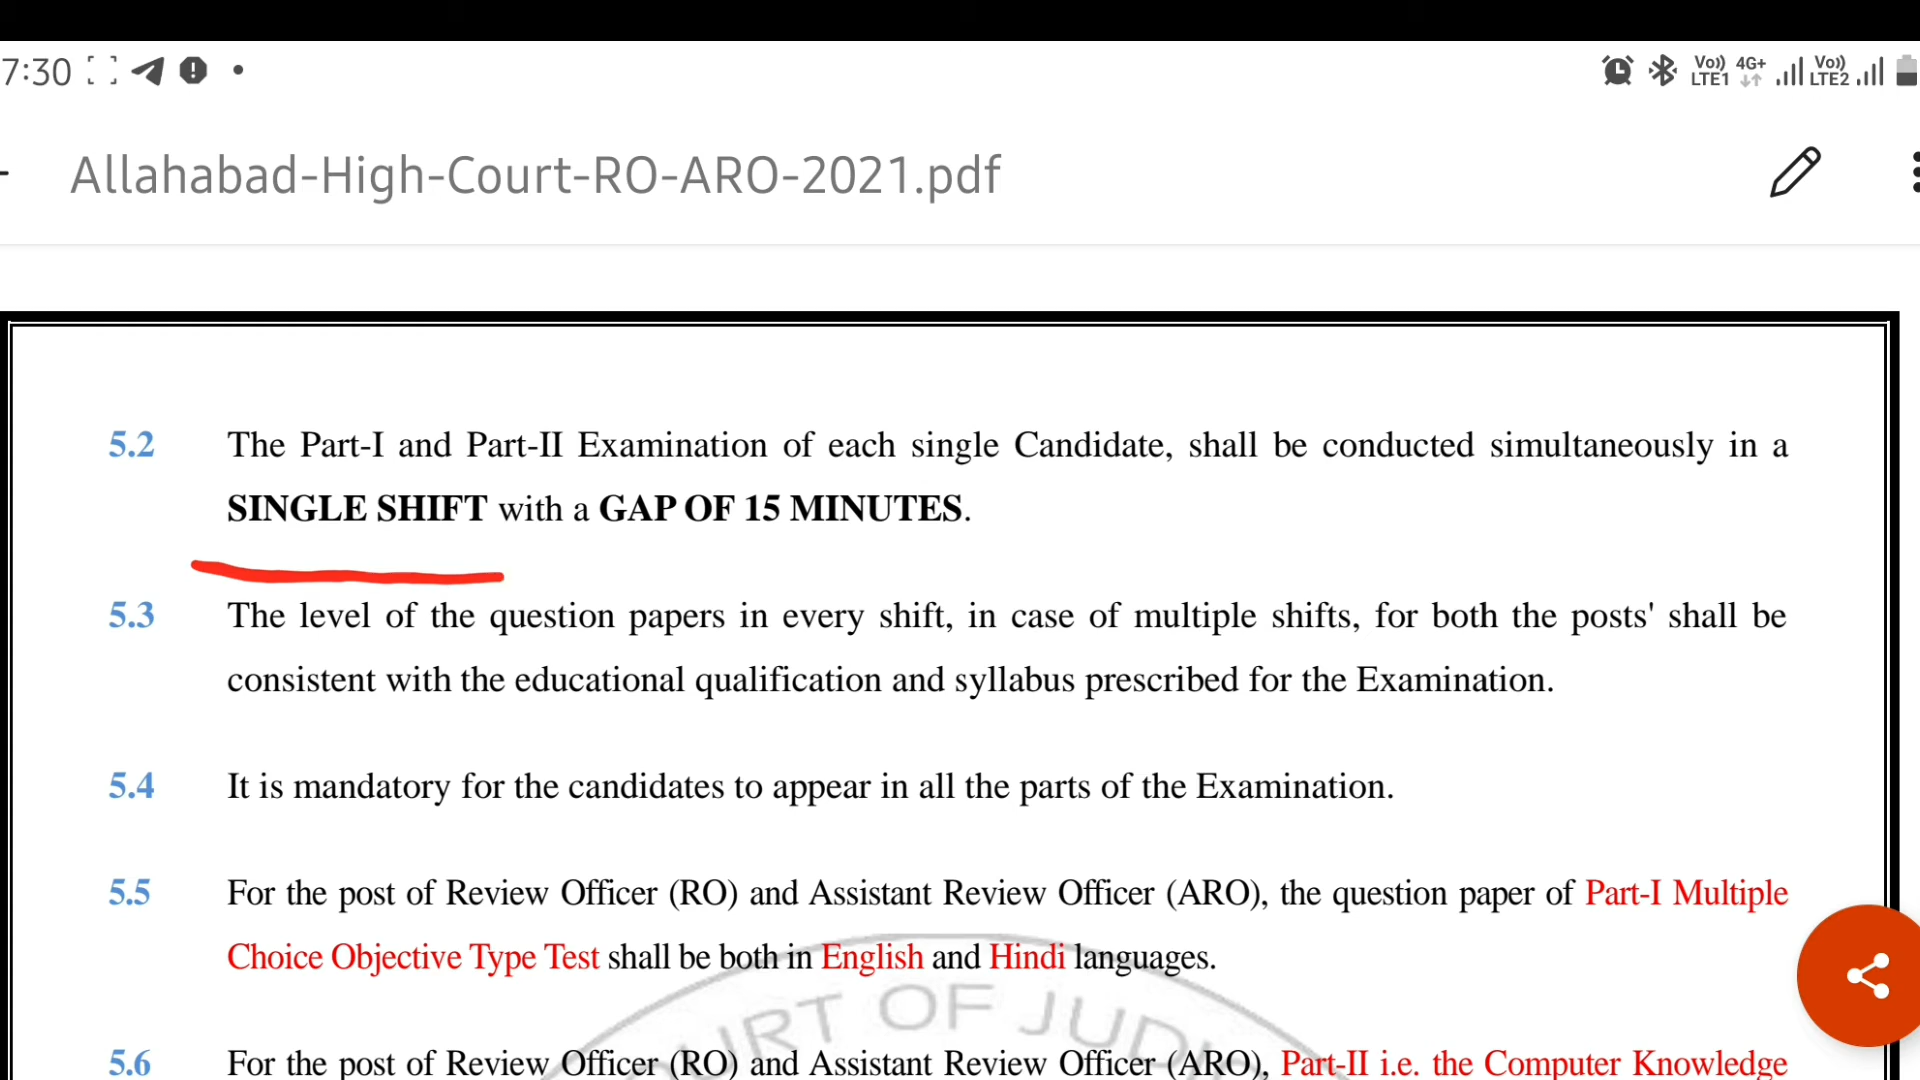 7:30
Vo)) LTE1 4G+ Vo)) LTE2
Allahabad-High-Court-RO-ARO-2021.pdf
5.2 The Part-I and Part-II Examination of each single Candidate, shall be conducted simultaneously in a
SINGLE SHIFT with a GAP OF 15 MINUTES.
5.3 The level of the question papers in every shift, in case of multiple shifts, for both the posts' shall be
consistent with the educational qualification and syllabus prescribed for the Examination.
5.4 It is mandatory for the candidates to appear in all the parts of the Examination.
5.5 For the post of Review Officer (RO) and Assistant Review Officer (ARO), the question paper of Part-I Multiple
Choice Objective Type Test shall be both in English and Hindi languages.
OF
5.6 For the post of Review Officer (RO) and Assistant Review Officer (ARO), Part-II i.e. the Computer Knowledge